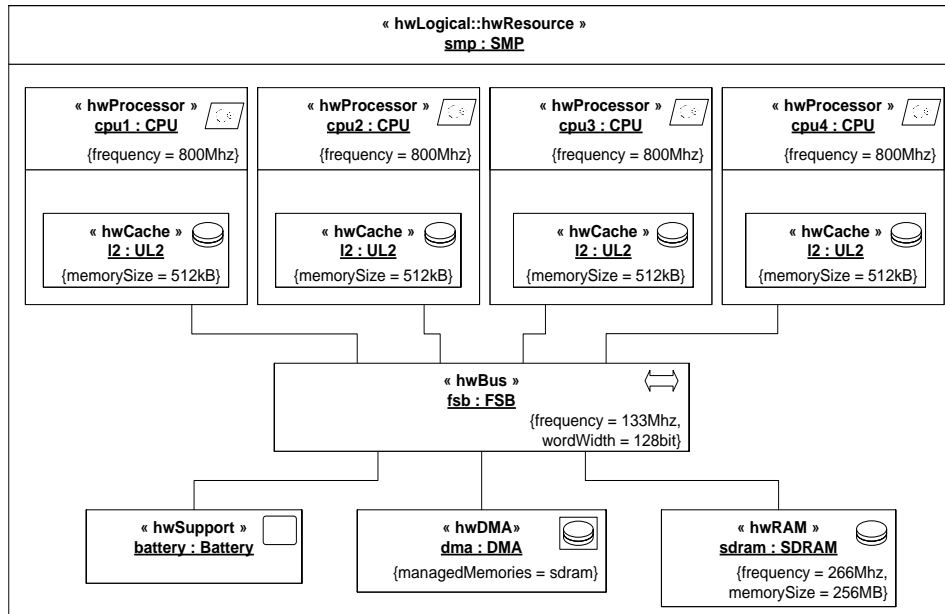 « hwLogical::hwResource »
smp : SMP
« hwProcessor »
cpu1 : CPU
{frequency = 800Mhz}
« hwCache »
l2 : UL2
{memorySize = 512kB}
« hwProcessor »
cpu2 : CPU
{frequency = 800Mhz}
« hwCache »
l2 : UL2
{memorySize = 512kB}
« hwProcessor »
cpu3 : CPU
{frequency = 800Mhz}
« hwCache »
l2 : UL2
{memorySize = 512kB}
« hwProcessor »
cpu4 : CPU
{frequency = 800Mhz}
« hwCache »
l2 : UL2
{memorySize = 512kB}
« hwBus »
fsb : FSB
{frequency = 133Mhz,
wordWidth = 128bit}
« hwSupport »
battery : Battery
« hwDMA»
dma : DMA
{managedMemories = sdram}
« hwRAM »
sdram : SDRAM
{frequency = 266Mhz,
memorySize = 256MB}